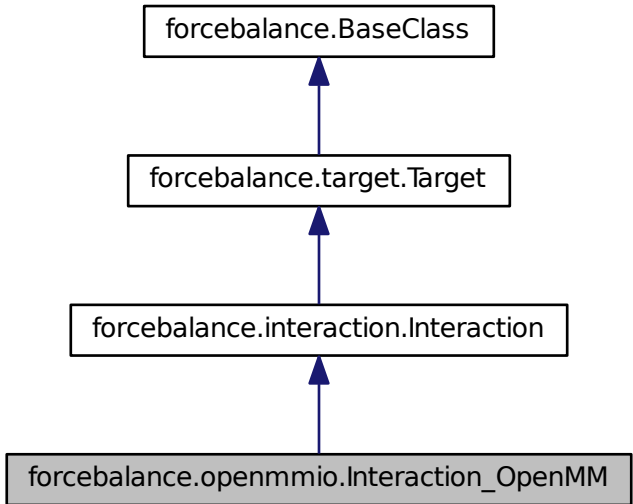 forcebalance.BaseClass
forcebalance.target.Target
forcebalance.interaction.Interaction
forcebalance.openmmio.Interaction_OpenMM